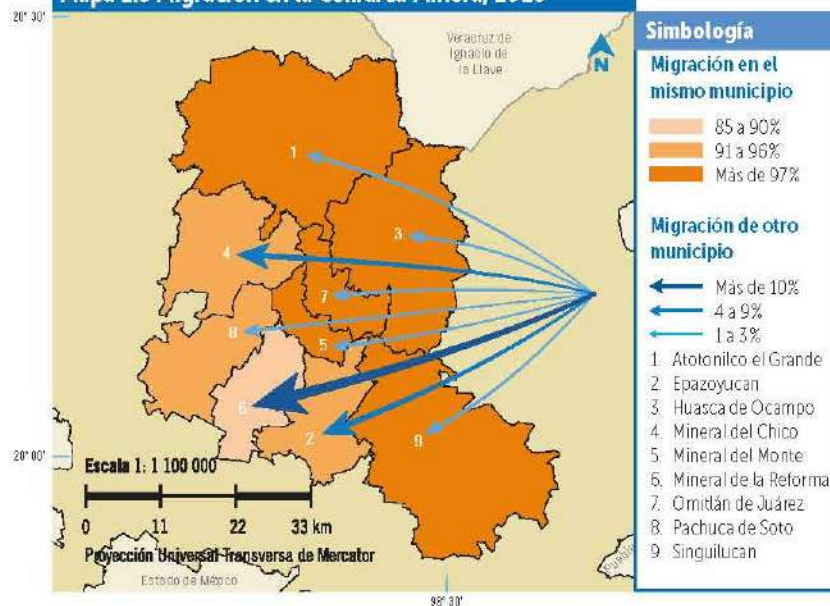 20° 30'
Veracruz de
Ignacio de
la Llave
N
1
3
4
7
8
5
6
2
9
20° 00'
Escala 1: 1 100 000
0 11 22 33 km
Proyección Universal Transversa de Mercator
Estado de México
98° 30'
Simbología
Migración en el
mismo municipio
85 a 90%
91 a 96%
Más de 97%
Migración de otro
municipio
Más de 10%
4 a 9%
1 a 3%
1. Atotonilco el Grande
2. Epazoyucan
3. Huasca de Ocampo
4. Mineral del Chico
5. Mineral del Monte
6. Mineral de la Reforma
7. Omitlán de Juárez
8. Pachuca de Soto
9. Singuilucan